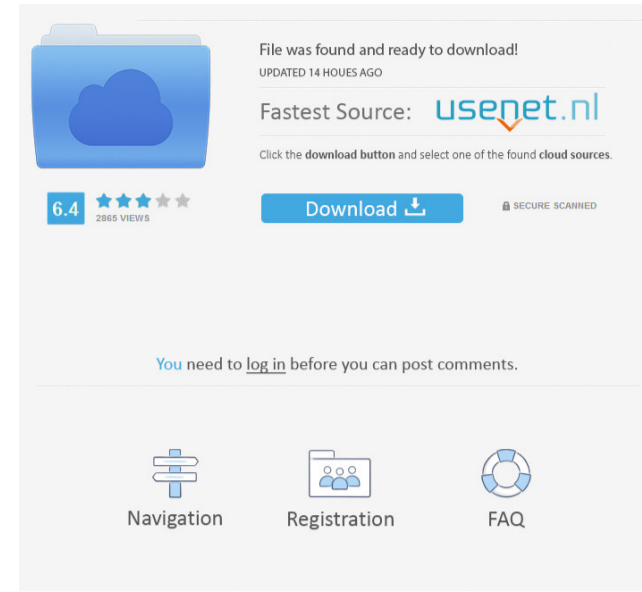 File was found and ready to download!
UPDATED 14 HOUES AGO
Fastest Source: usenet.nl
Click the download button and select one of the found cloud sources.
6.4
2865 VIEWS
Download
SECURE SCANNED
You need to log in before you can post comments.
Navigation
Registration
FAQ